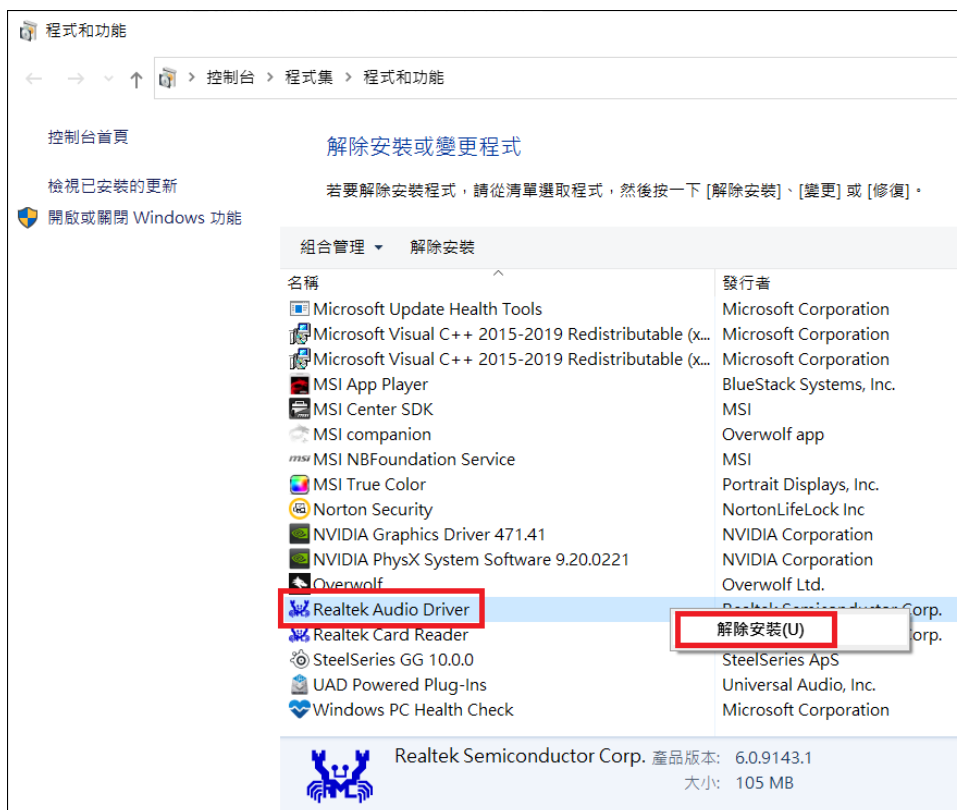 程式和功能
控制台 > 程式集 > 程式和功能
控制台首頁
檢視已安裝的更新
開啟或關閉 Windows 功能
解除安裝或變更程式
若要解除安裝程式，請從清單選取程式，然後按一下 [解除安裝]、[變更] 或 [修復]。
組合管理 解除安裝
名稱 發行者
Microsoft Update Health Tools Microsoft Corporation
Microsoft Visual C++ 2015-2019 Redistributable (x... Microsoft Corporation
Microsoft Visual C++ 2015-2019 Redistributable (x... Microsoft Corporation
MSI App Player BlueStack Systems, Inc.
MSI Center SDK MSI
MSI companion Overwolf app
msi MSI NBFoundation Service MSI
MSI True Color Portrait Displays, Inc.
Norton Security NortonLifeLock Inc
NVIDIA Graphics Driver 471.41 NVIDIA Corporation
NVIDIA PhysX System Software 9.20.0221 NVIDIA Corporation
Overwolf Overwolf Ltd.
Realtek Audio Driver Realtek Semiconductor Corp.
解除安裝(U)
Realtek Card Reader orp.
SteelSeries GG 10.0.0 SteelSeries ApS
UAD Powered Plug-Ins Universal Audio, Inc.
Windows PC Health Check Microsoft Corporation
Realtek Semiconductor Corp. 產品版本: 6.0.9143.1
大小: 105 MB